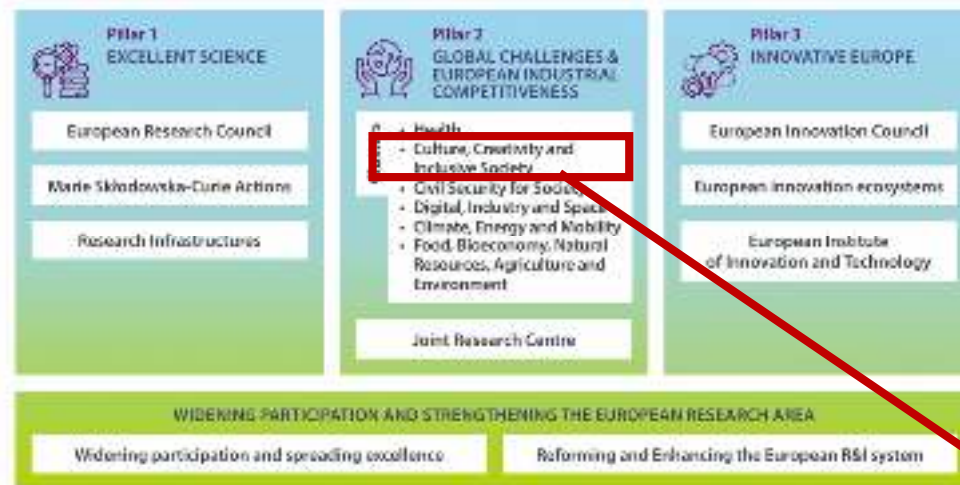 Pillar 1
EXCELLENT SCIENCE
European Research Council
Marie Skłodowska-Curie Actions
Research Infrastructures
Pillar 2
GLOBAL CHALLENGES &
EUROPEAN INDUSTRIAL
COMPETITIVENESS
• Health
• Culture, Creativity and
Inclusive Society
• Civil Security for Society
• Digital, Industry and Space
• Climate, Energy and Mobility
• Food, Bioeconomy, Natural
Resources, Agriculture and
Environment
Joint Research Centre
Pillar 3
INNOVATIVE EUROPE
European Innovation Council
European innovation ecosystems
European Institute
of Innovation and Technology
WIDENING PARTICIPATION AND STRENGTHENING THE EUROPEAN RESEARCH AREA
Widening participation and spreading excellence
Reforming and Enhancing the European R&I system